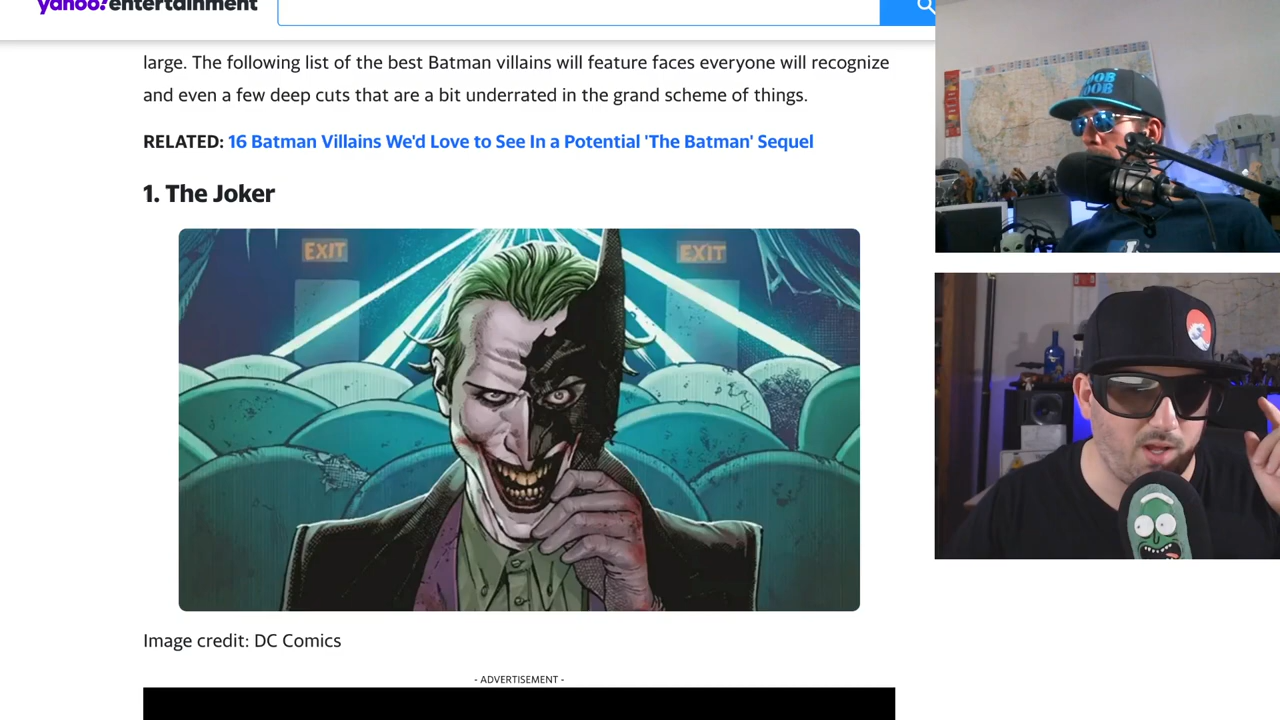 yahoo!entertainment
large. The following list of the best Batman villains will feature faces everyone will recognize
and even a few deep cuts that are a bit underrated in the grand scheme of things.
RELATED: 16 Batman Villains We'd Love to See In a Potential 'The Batman' Sequel
1. The Joker
EXIT
EXIT
Image credit: DC Comics
- ADVERTISEMENT -